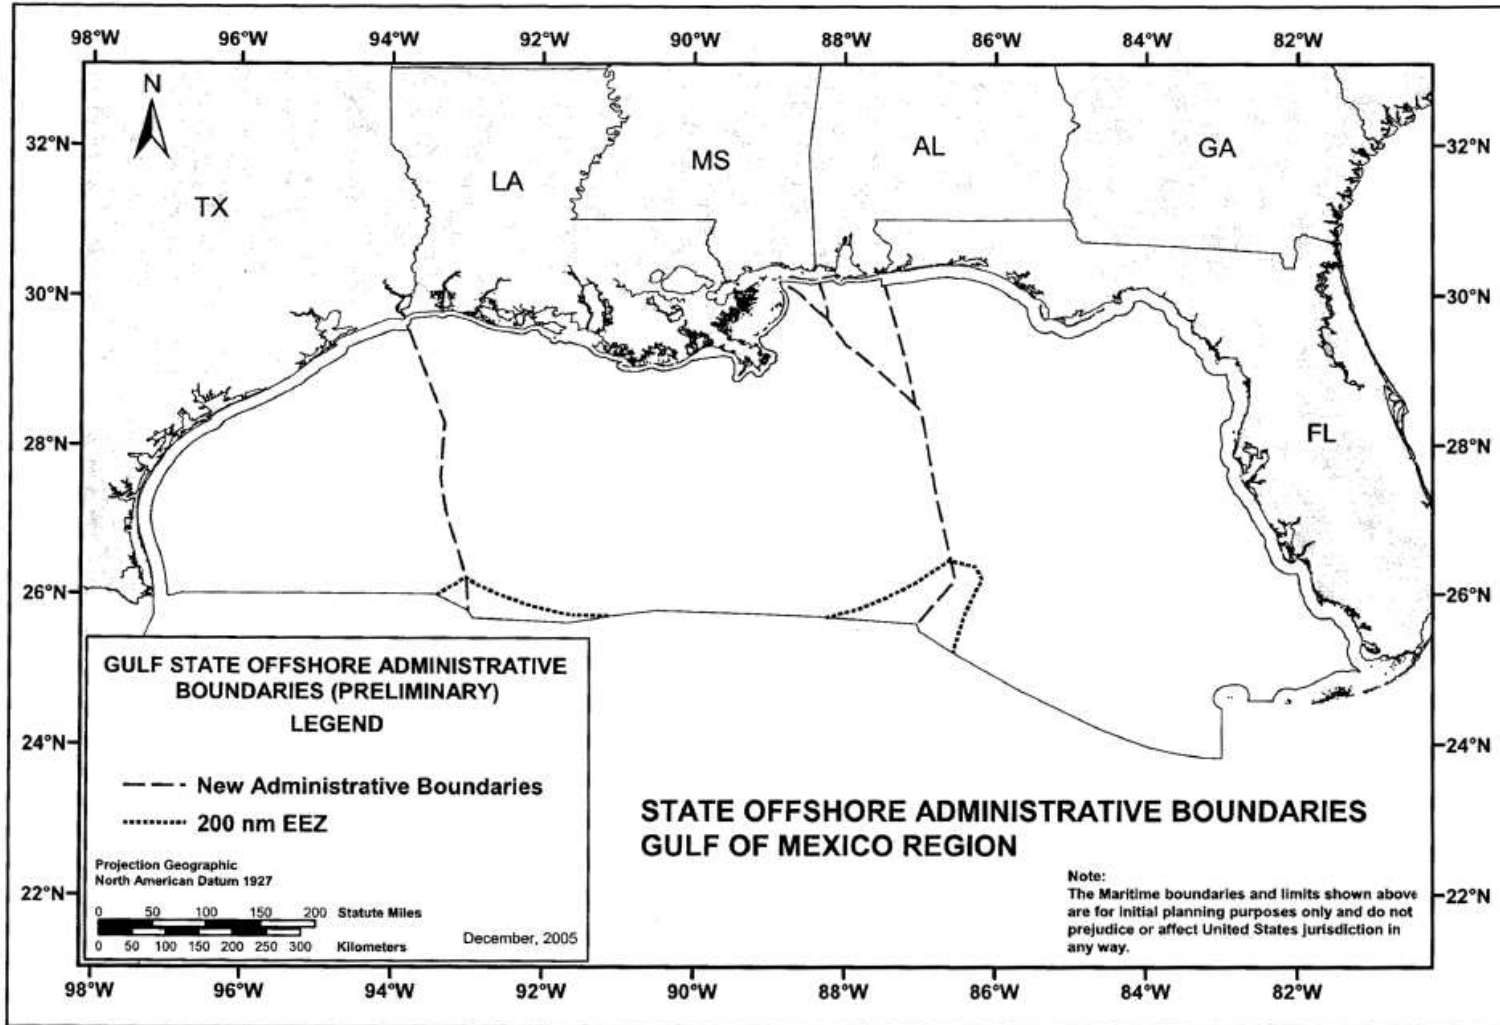 98°W 96°W 94°W 92°W 90°W 88°W 86°W 84°W 82°W
N
32°N 32°N
TX LA MS AL GA
30°N 30°N
28°N 28°N
FL
26°N 26°N
GULF STATE OFFSHORE ADMINISTRATIVE
BOUNDARIES (PRELIMINARY)
LEGEND
24°N 24°N
New Administrative Boundaries
200 nm EEZ
STATE OFFSHORE ADMINISTRATIVE BOUNDARIES
GULF OF MEXICO REGION
Projection Geographic
North American Datum 1927
22°N 22°N
0 50 100 150 200 Statute Miles
0 50 100 150 200 250 300 Kilometers
December, 2005
Note:
The Maritime boundaries and limits shown above
are for initial planning purposes only and do not
prejudice or affect United States jurisdiction in
any way.
98°W 96°W 94°W 92°W 90°W 88°W 86°W 84°W 82°W